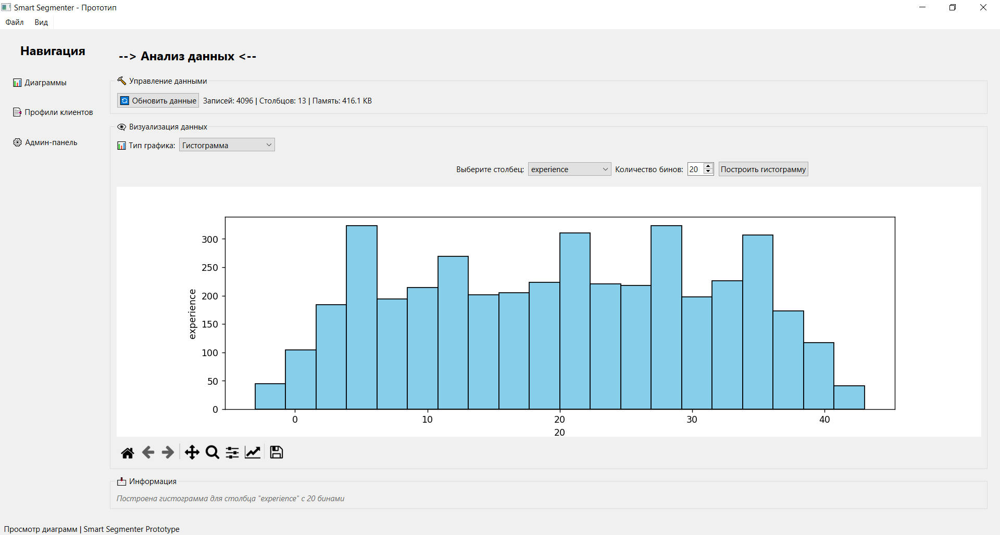 Smart Segmenter - Прототип
Файл Вид
Навигация
Диаграммы
Профили клиентов
Админ-панель
--> Анализ данных <--
Управление данными
Обновить данные Записей: 4096 | Столбцов: 13 | Память: 416.1 KB
Визуализация данных
Тип графика: Гистограмма
Выберите столбец: experience Количество бинов: 20 Построить гистограмму
experience
300
250
200
150
100
50
0
0 10 20 30 40
20
Информация
Построена гистограмма для столбца "experience" с 20 бинами
Просмотр диаграмм | Smart Segmenter Prototype